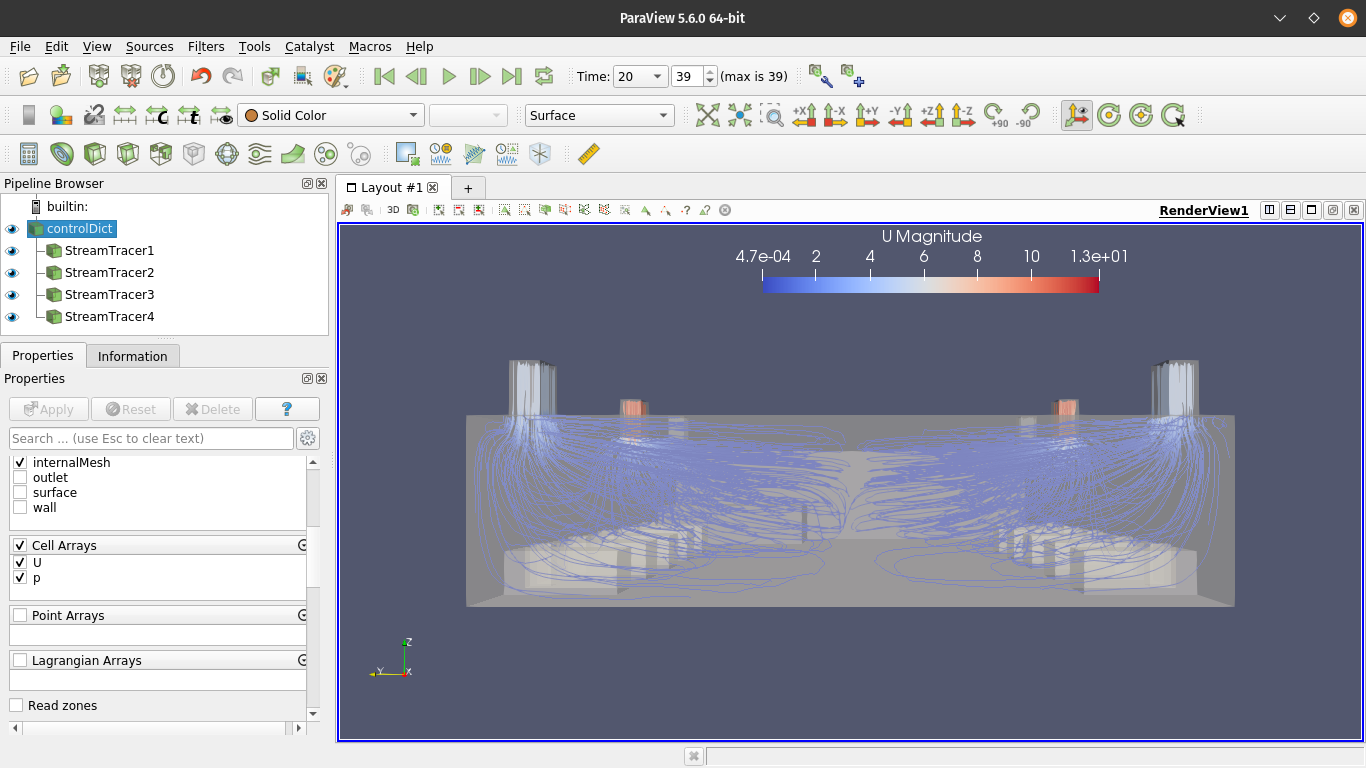 ParaView 5.6.0 64-bit
File Edit View Sources Filters Tools Catalyst Macros Help
Time: 20 39 (max is 39)
Solid Color Surface +X -X +Y -Y +Z -Z +90 -90
Pipeline Browser
Layout #1 +
builtin:
3D RenderView1
controlDict
StreamTracer1
StreamTracer2
StreamTracer3
StreamTracer4
U Magnitude
4.7e-04 2 4 6 8 10 1.3e+01
Properties Information
Properties
Apply Reset Delete ?
Search ... (use Esc to clear text)
internalMesh
outlet
surface
wall
Cell Arrays
U
p
Point Arrays
Lagrangian Arrays
Read zones
Z
Y X